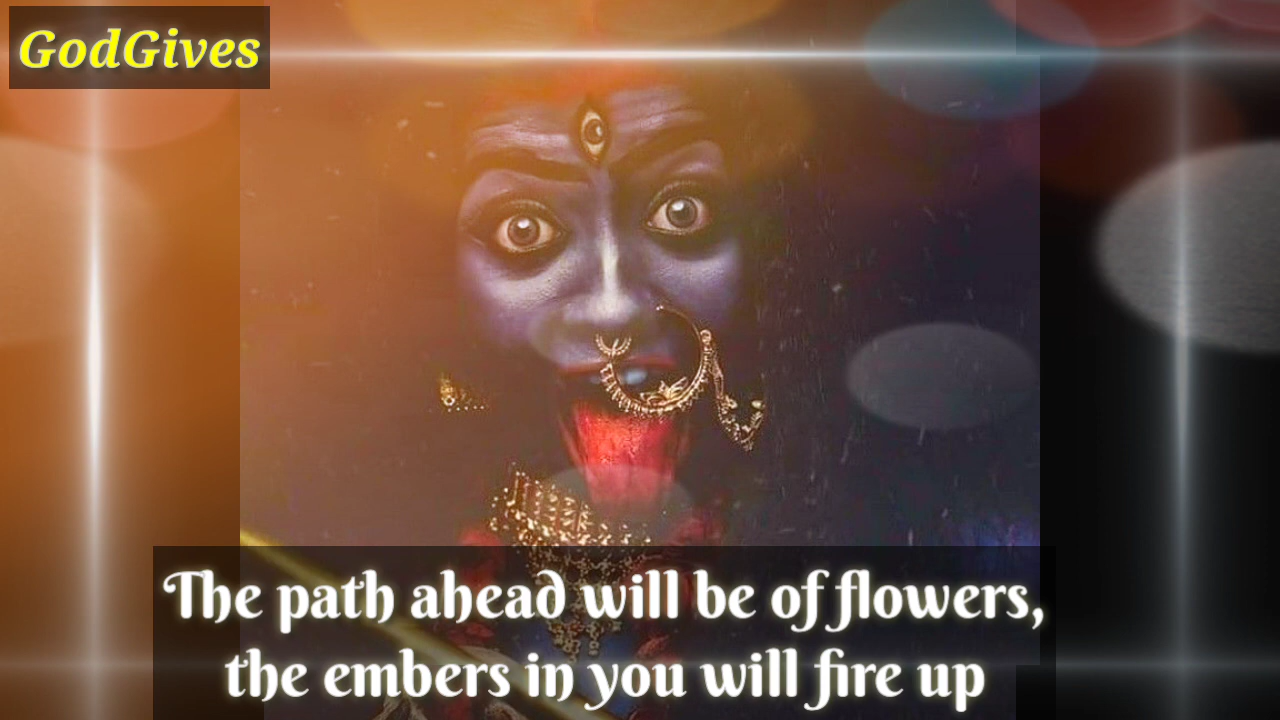 GodGives
The path ahead will be of flowers,
the embers in you will fire up